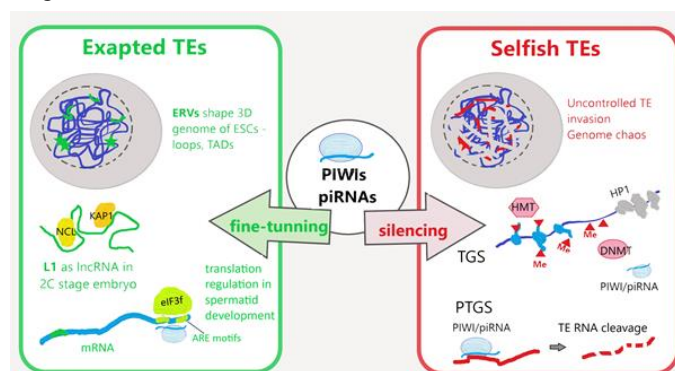 Exapted TEs
ERVs shape 3D
genome of ESCs -
loops, TADs
KAP1
NCL
L1 as lncRNA in
2C stage embryo
translation
regulation in
spermatid
development
eIF3f
ARE motifs
mRNA
PIWIs
piRNAs
fine-tunning
silencing
Selfish TEs
Uncontrolled TE
invasion
Genome chaos
HP1
HMT
Me
Me
Me
DNMT
TGS
PIWI/piRNA
PTGS
PIWI/piRNA
TE RNA cleavage